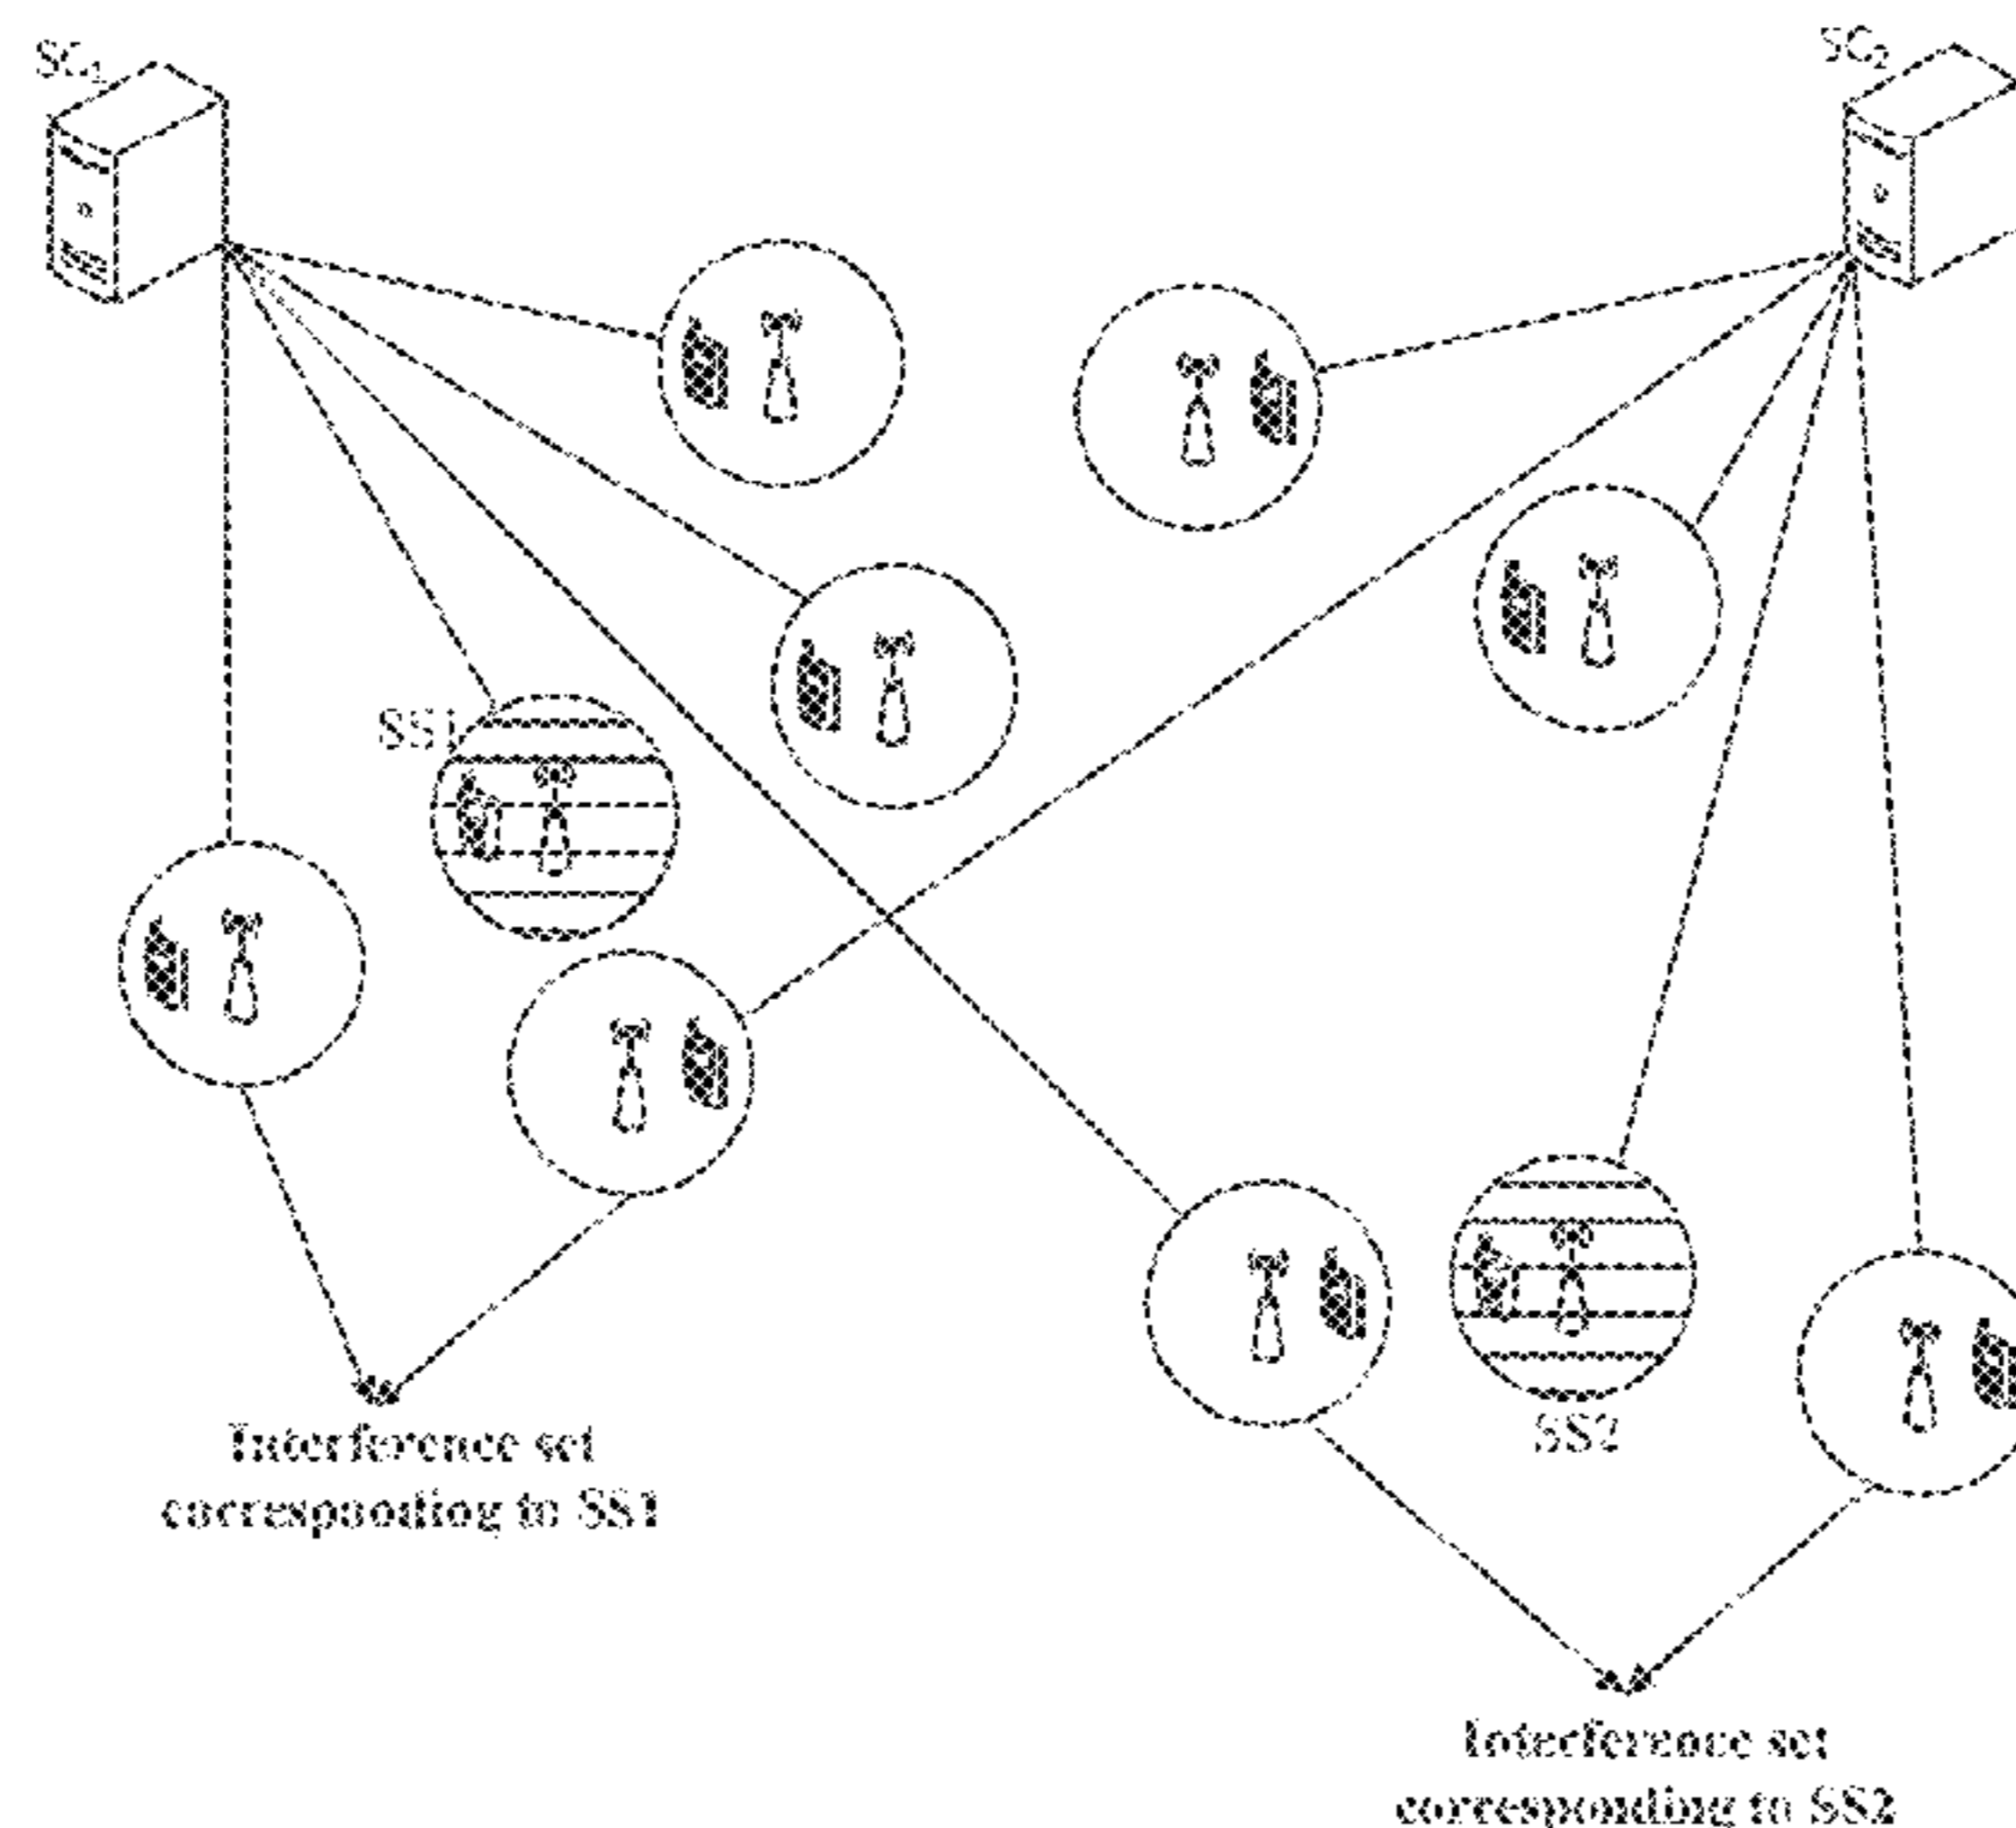 SC1
SC2
SS1
SS2
Interference set
corresponding to SS1
Interference set
corresponding to SS2